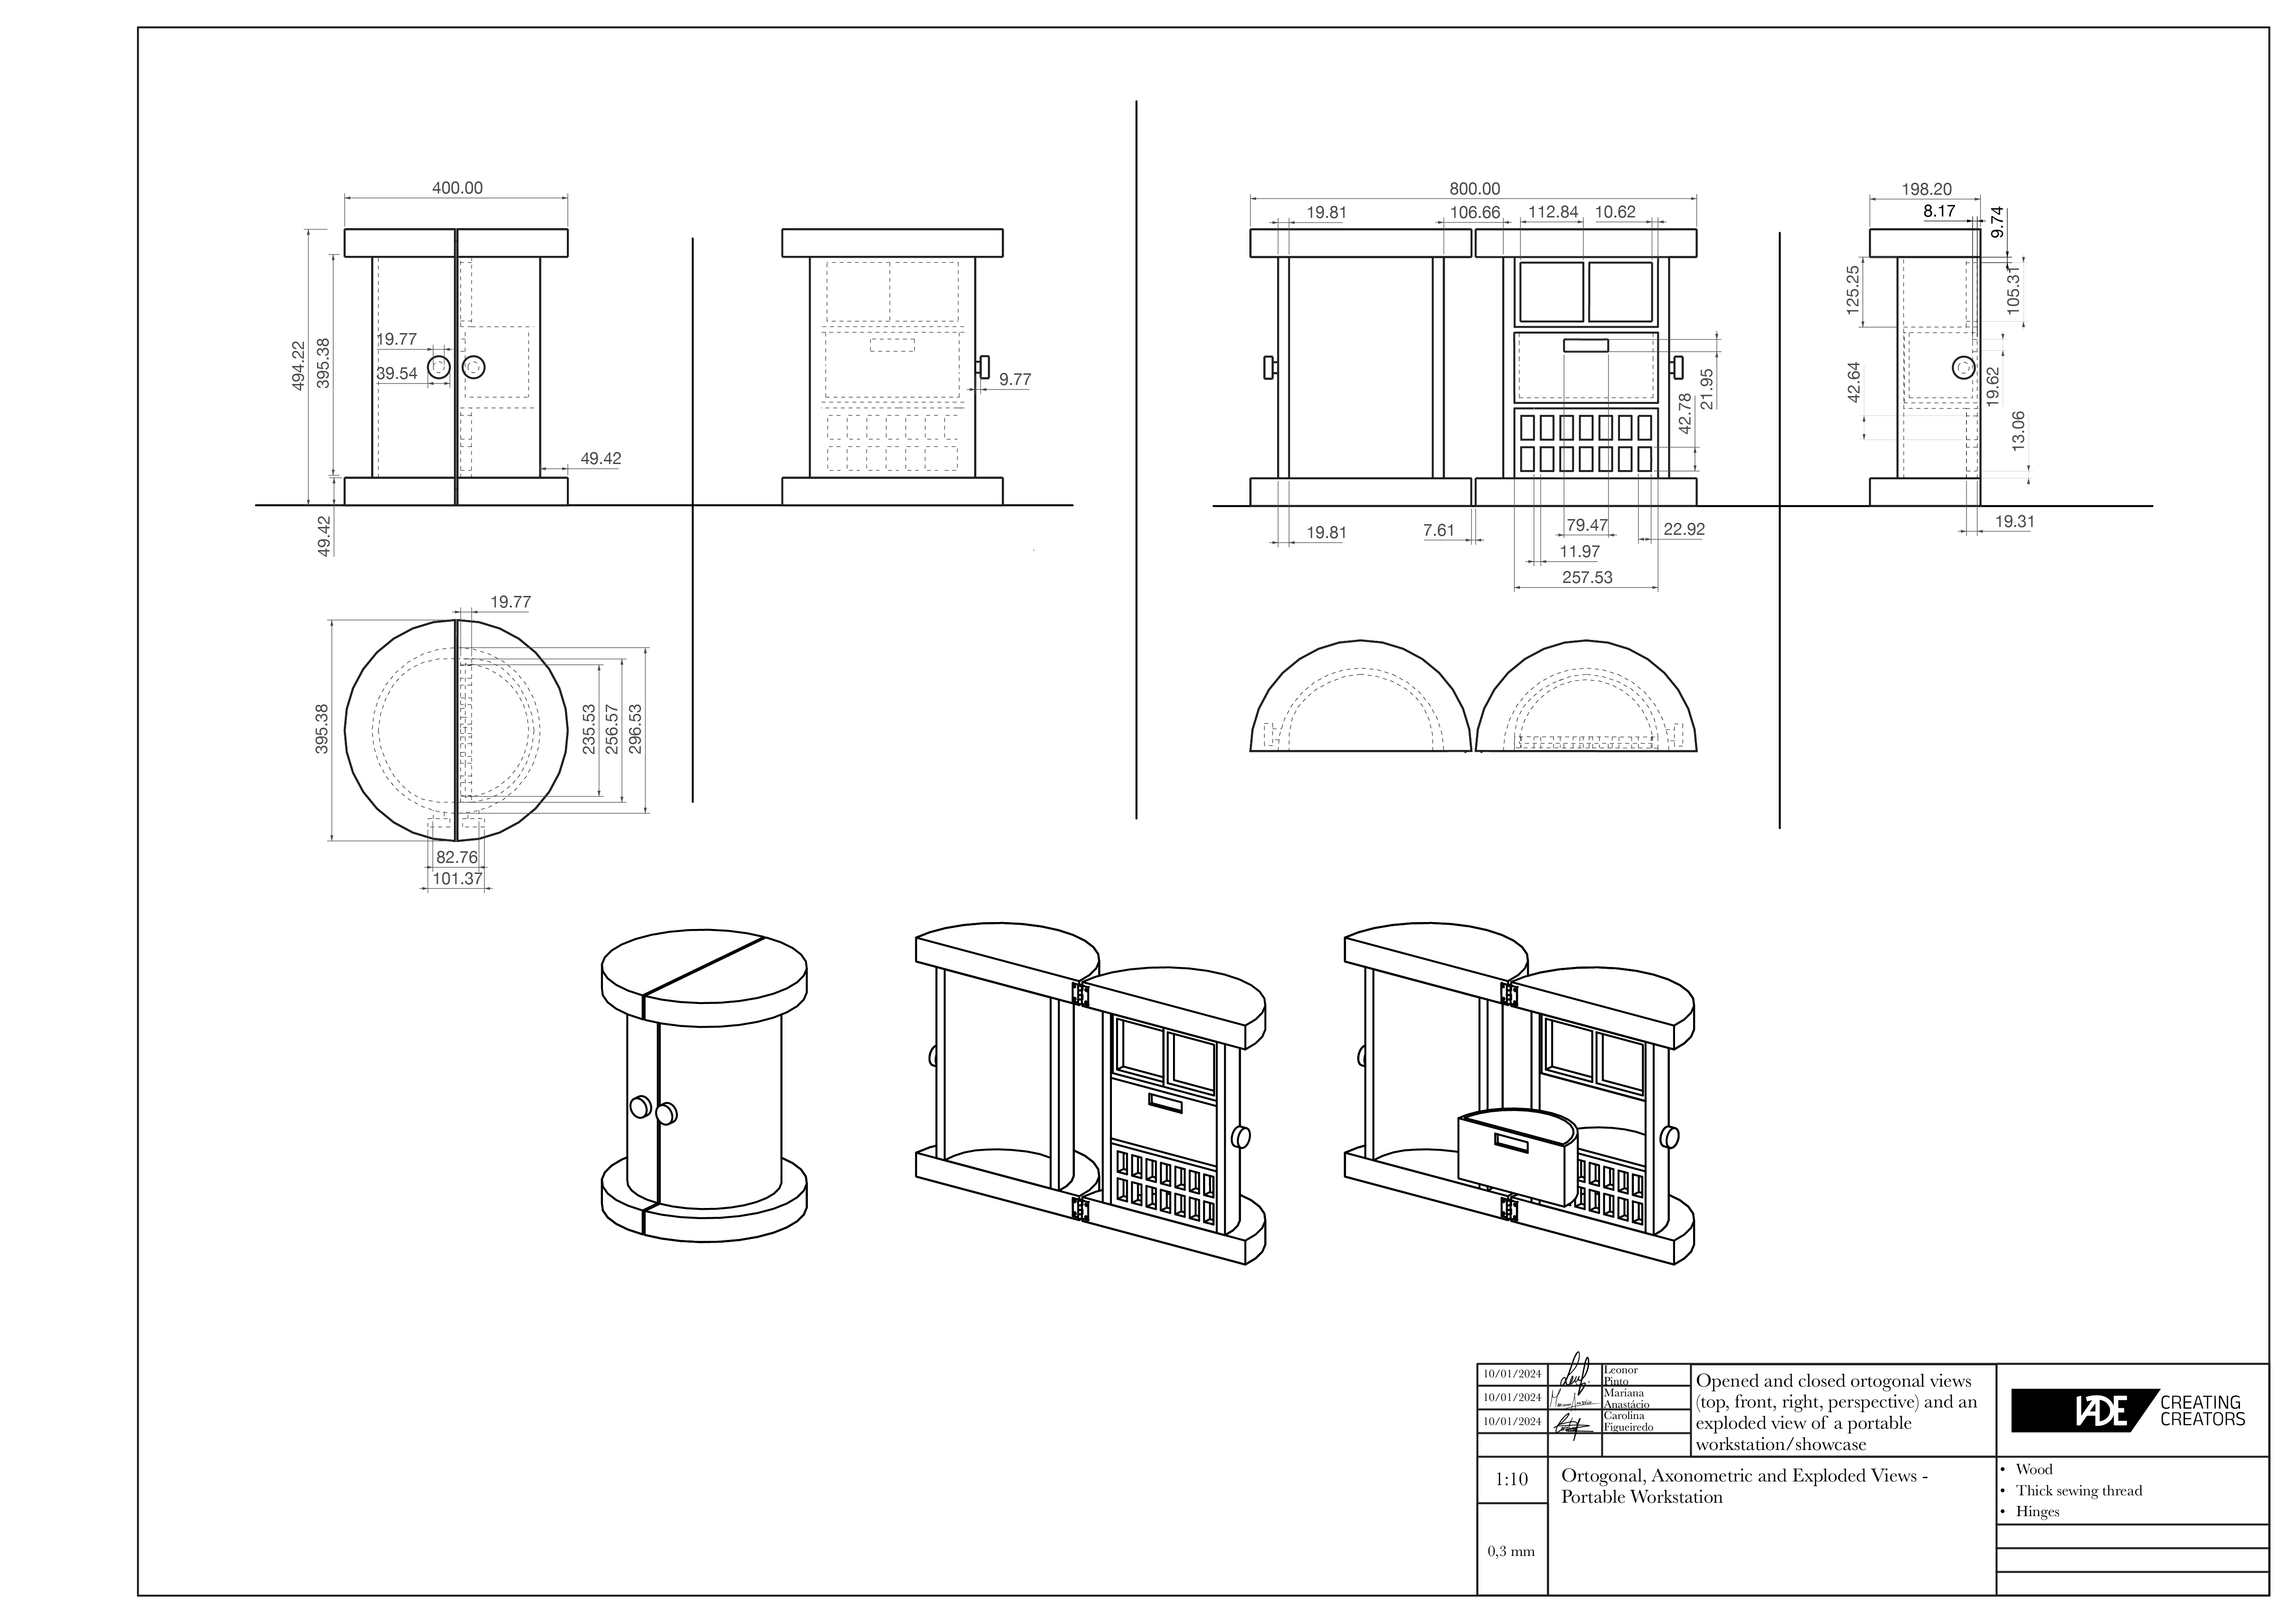 400.00
494.22
395.38
19.77
39.54
49.42
49.42
9.77
800.00
19.81
106.66
112.84
10.62
21.95
42.78
19.81
7.61
79.47
22.92
11.97
257.53
198.20
8.17
9.74
125.25
105.31
42.64
19.62
13.06
19.31
19.77
395.38
235.53
256.57
296.53
82.76
101.37
10/01/2024
Leonor
Pinto
10/01/2024
Mariana
Anastácio
10/01/2024
Carolina
Figueiredo
Opened and closed ortogonal views
(top, front, right, perspective) and an
exploded view of a portable
workstation/showcase
IADE
CREATING
CREATORS
1:10
Ortogonal, Axonometric and Exploded Views -
Portable Workstation
0,3 mm
• Wood
• Thick sewing thread
• Hinges